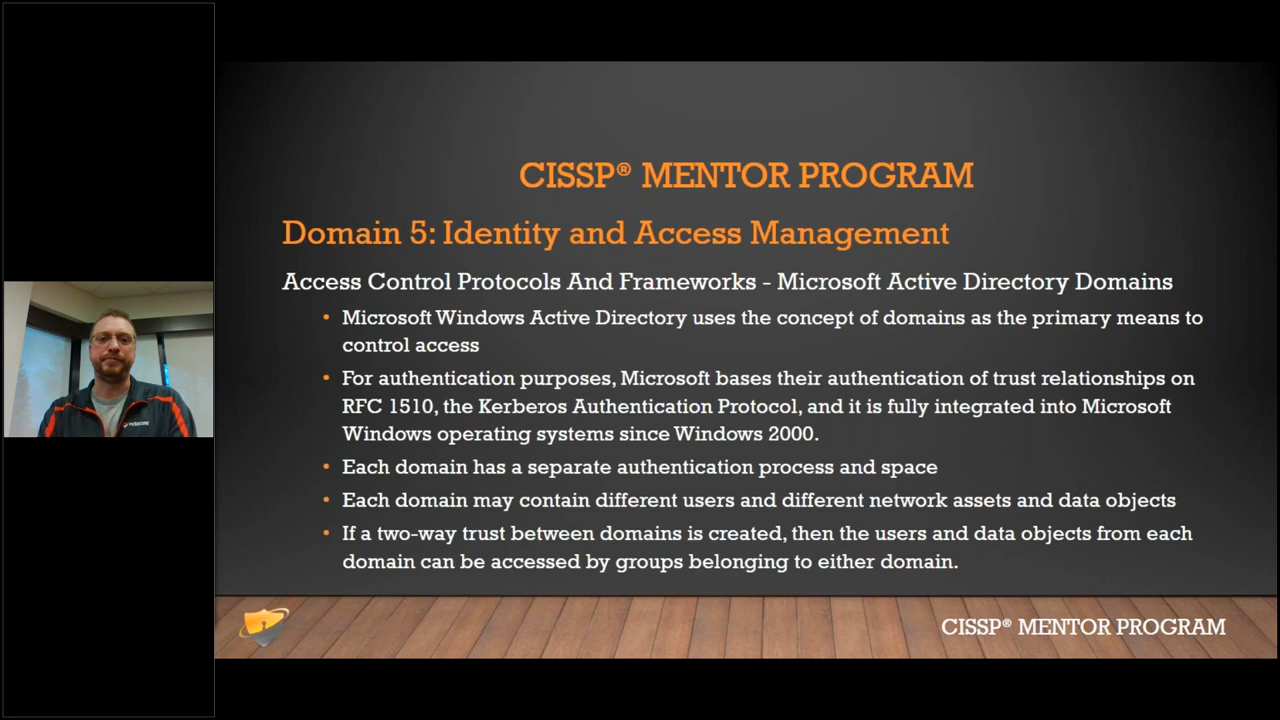 CISSP® MENTOR PROGRAM
Domain 5: Identity and Access Management
Access Control Protocols And Frameworks - Microsoft Active Directory Domains
• Microsoft Windows Active Directory uses the concept of domains as the primary means to
control access
• For authentication purposes, Microsoft bases their authentication of trust relationships on
RFC 1510, the Kerberos Authentication Protocol, and it is fully integrated into Microsoft
Windows operating systems since Windows 2000.
• Each domain has a separate authentication process and space
• Each domain may contain different users and different network assets and data objects
• If a two-way trust between domains is created, then the users and data objects from each
domain can be accessed by groups belonging to either domain.
CISSP® MENTOR PROGRAM